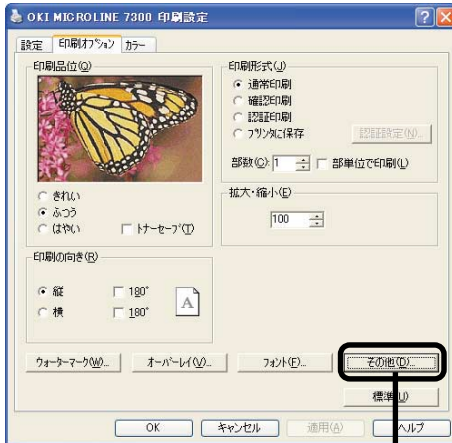 OKI MICROLINE 7300 印刷設定
設定 印刷オプション カラー
印刷品位(Q)
きれい
ふつう
はやい トナーセーブ(T)
印刷形式(J)
通常印刷
確認印刷
認証印刷
プリンタに保存 認証設定(N)...
部数(C): 1 部単位で印刷(L)
拡大・縮小(E)
100
印刷の向き(R)
縦 180°
横 180°
A
ウォーターマーク(W)... オーバーレイ(V)... フォント(F)... その他(D)...
標準(U)
OK キャンセル 適用(A) ヘルプ